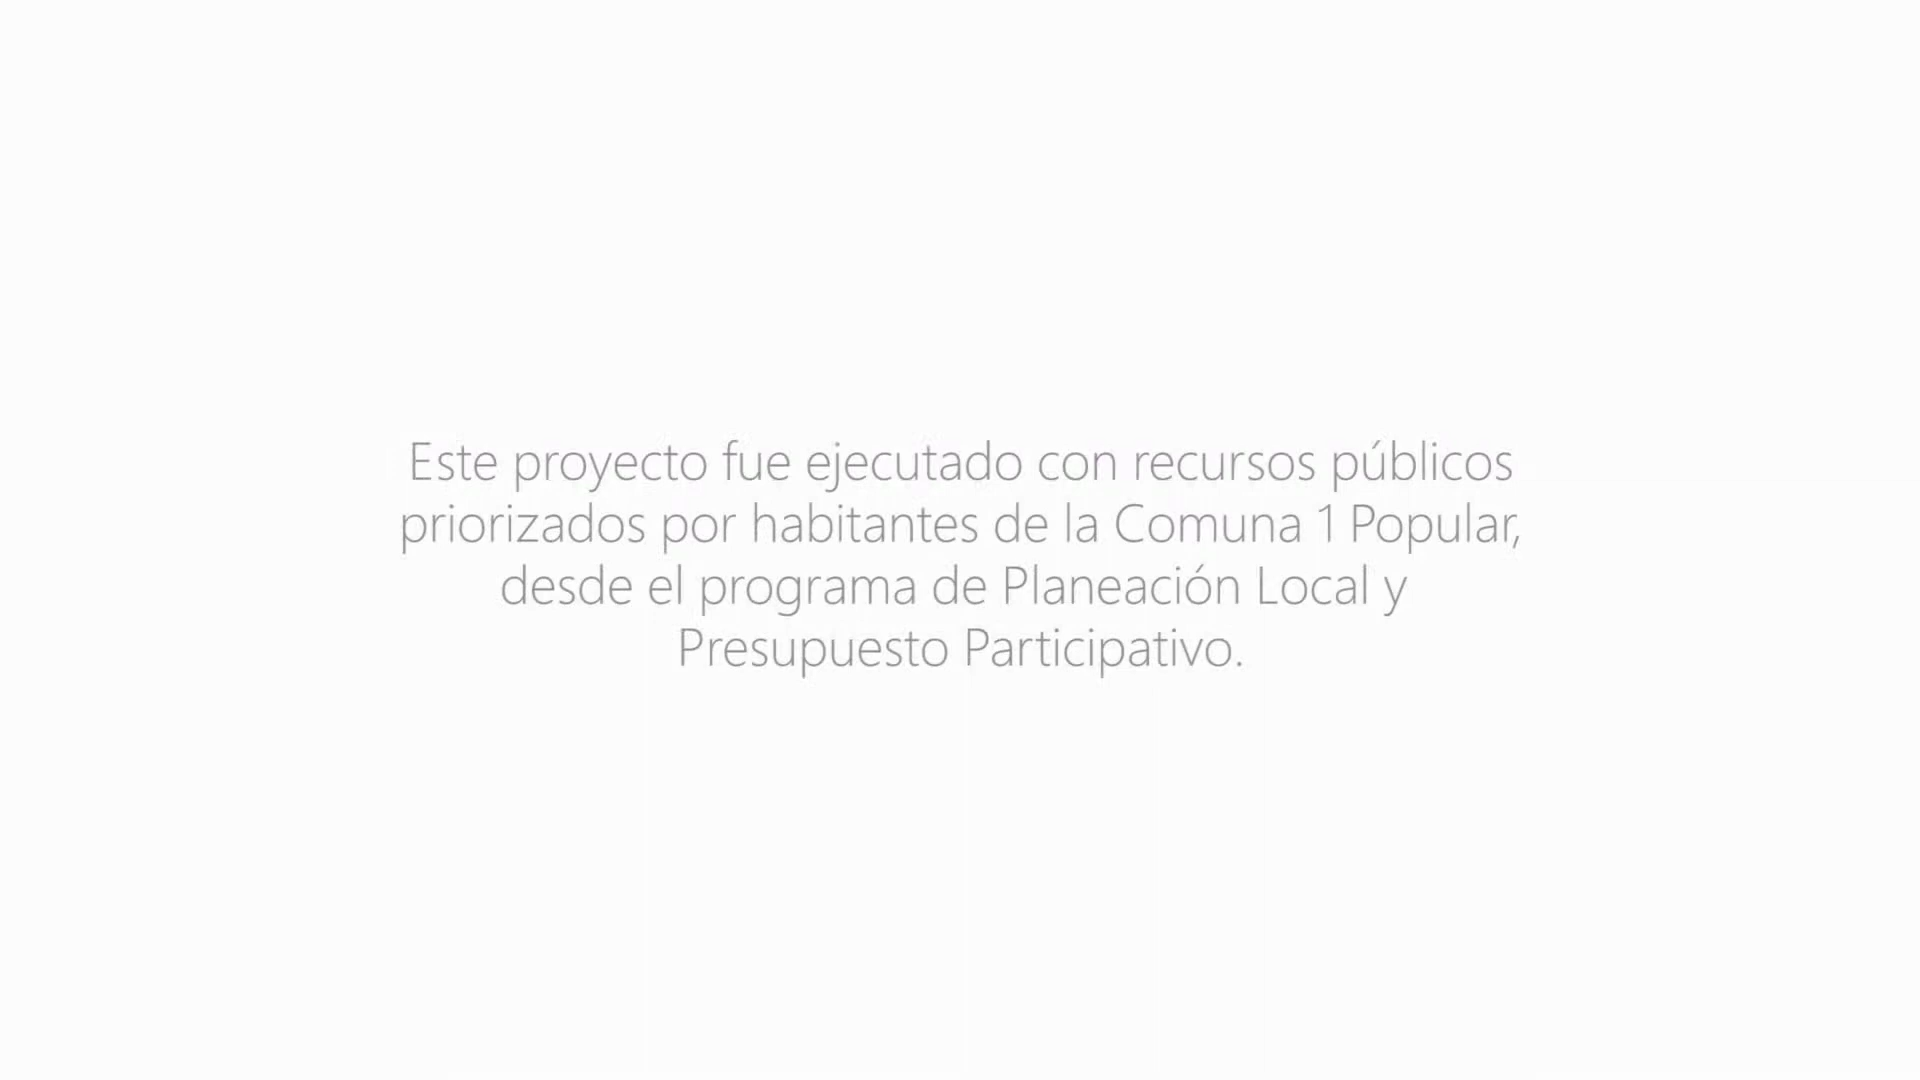 Este proyecto fue ejecutado con recursos públicos
priorizados por habitantes de la Comuna 1 Popular,
desde el programa de Planeación Local y
Presupuesto Participativo.